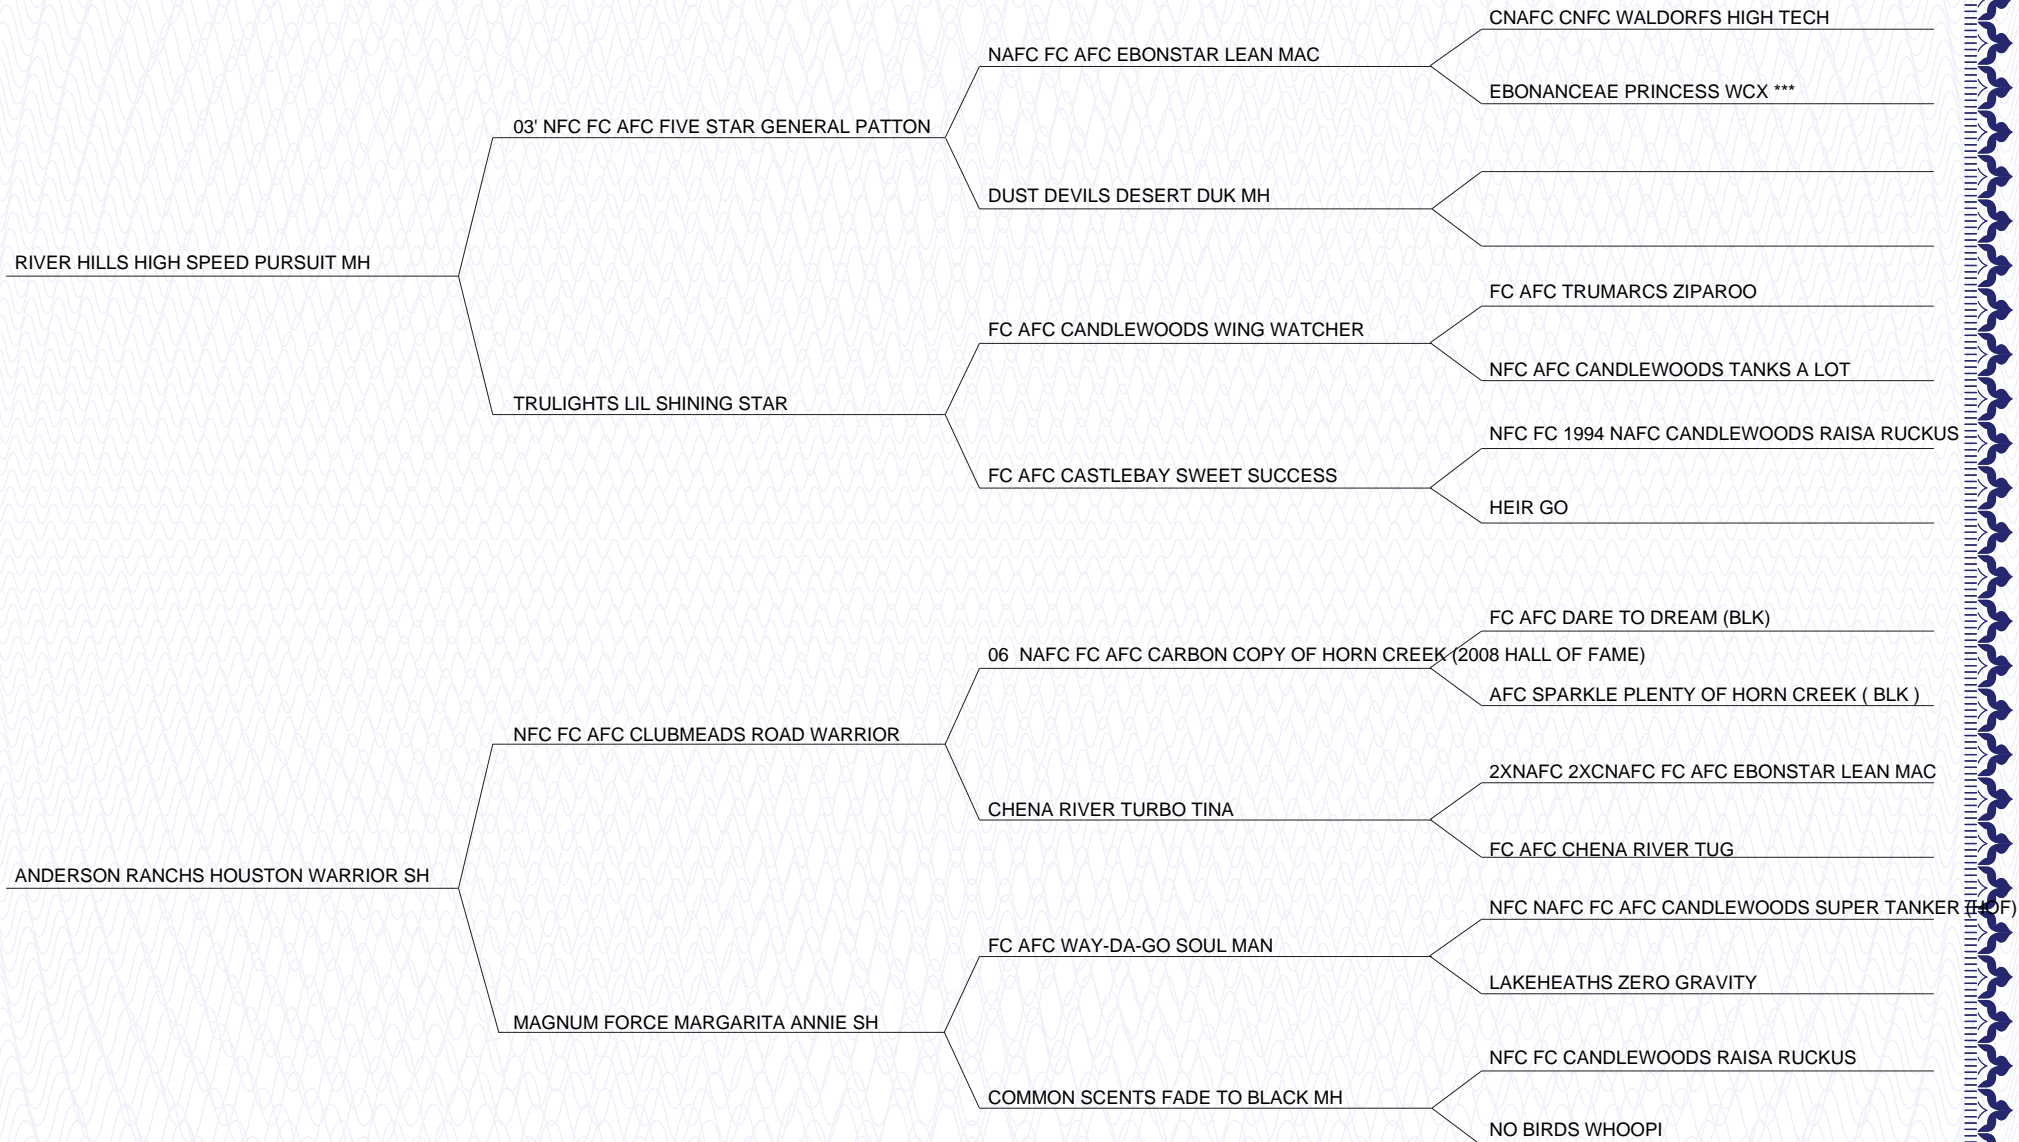 CNAFC CNFC WALDORFS HIGH TECH
NAFC FC AFC EBONSTAR LEAN MAC
EBONANCEAE PRINCESS WCX ***
03' NFC FC AFC FIVE STAR GENERAL PATTON
DUST DEVILS DESERT DUK MH
RIVER HILLS HIGH SPEED PURSUIT MH
FC AFC TRUMARCS ZIPAROO
FC AFC CANDLEWOODS WING WATCHER
NFC AFC CANDLEWOODS TANKS A LOT
TRULIGHTS LIL SHINING STAR
NFC FC 1994 NAFC CANDLEWOODS RAISA RUCKUS
FC AFC CASTLEBAY SWEET SUCCESS
HEIR GO
FC AFC DARE TO DREAM (BLK)
06  NAFC FC AFC CARBON COPY OF HORN CREEK (2008 HALL OF FAME)
AFC SPARKLE PLENTY OF HORN CREEK ( BLK )
NFC FC AFC CLUBMEADS ROAD WARRIOR
2XNAFC 2XCNAFC FC AFC EBONSTAR LEAN MAC
CHENA RIVER TURBO TINA
FC AFC CHENA RIVER TUG
ANDERSON RANCHS HOUSTON WARRIOR SH
NFC NAFC FC AFC CANDLEWOODS SUPER TANKER (HOF)
FC AFC WAY-DA-GO SOUL MAN
LAKEHEATHS ZERO GRAVITY
MAGNUM FORCE MARGARITA ANNIE SH
NFC FC CANDLEWOODS RAISA RUCKUS
COMMON SCENTS FADE TO BLACK MH
NO BIRDS WHOOPI